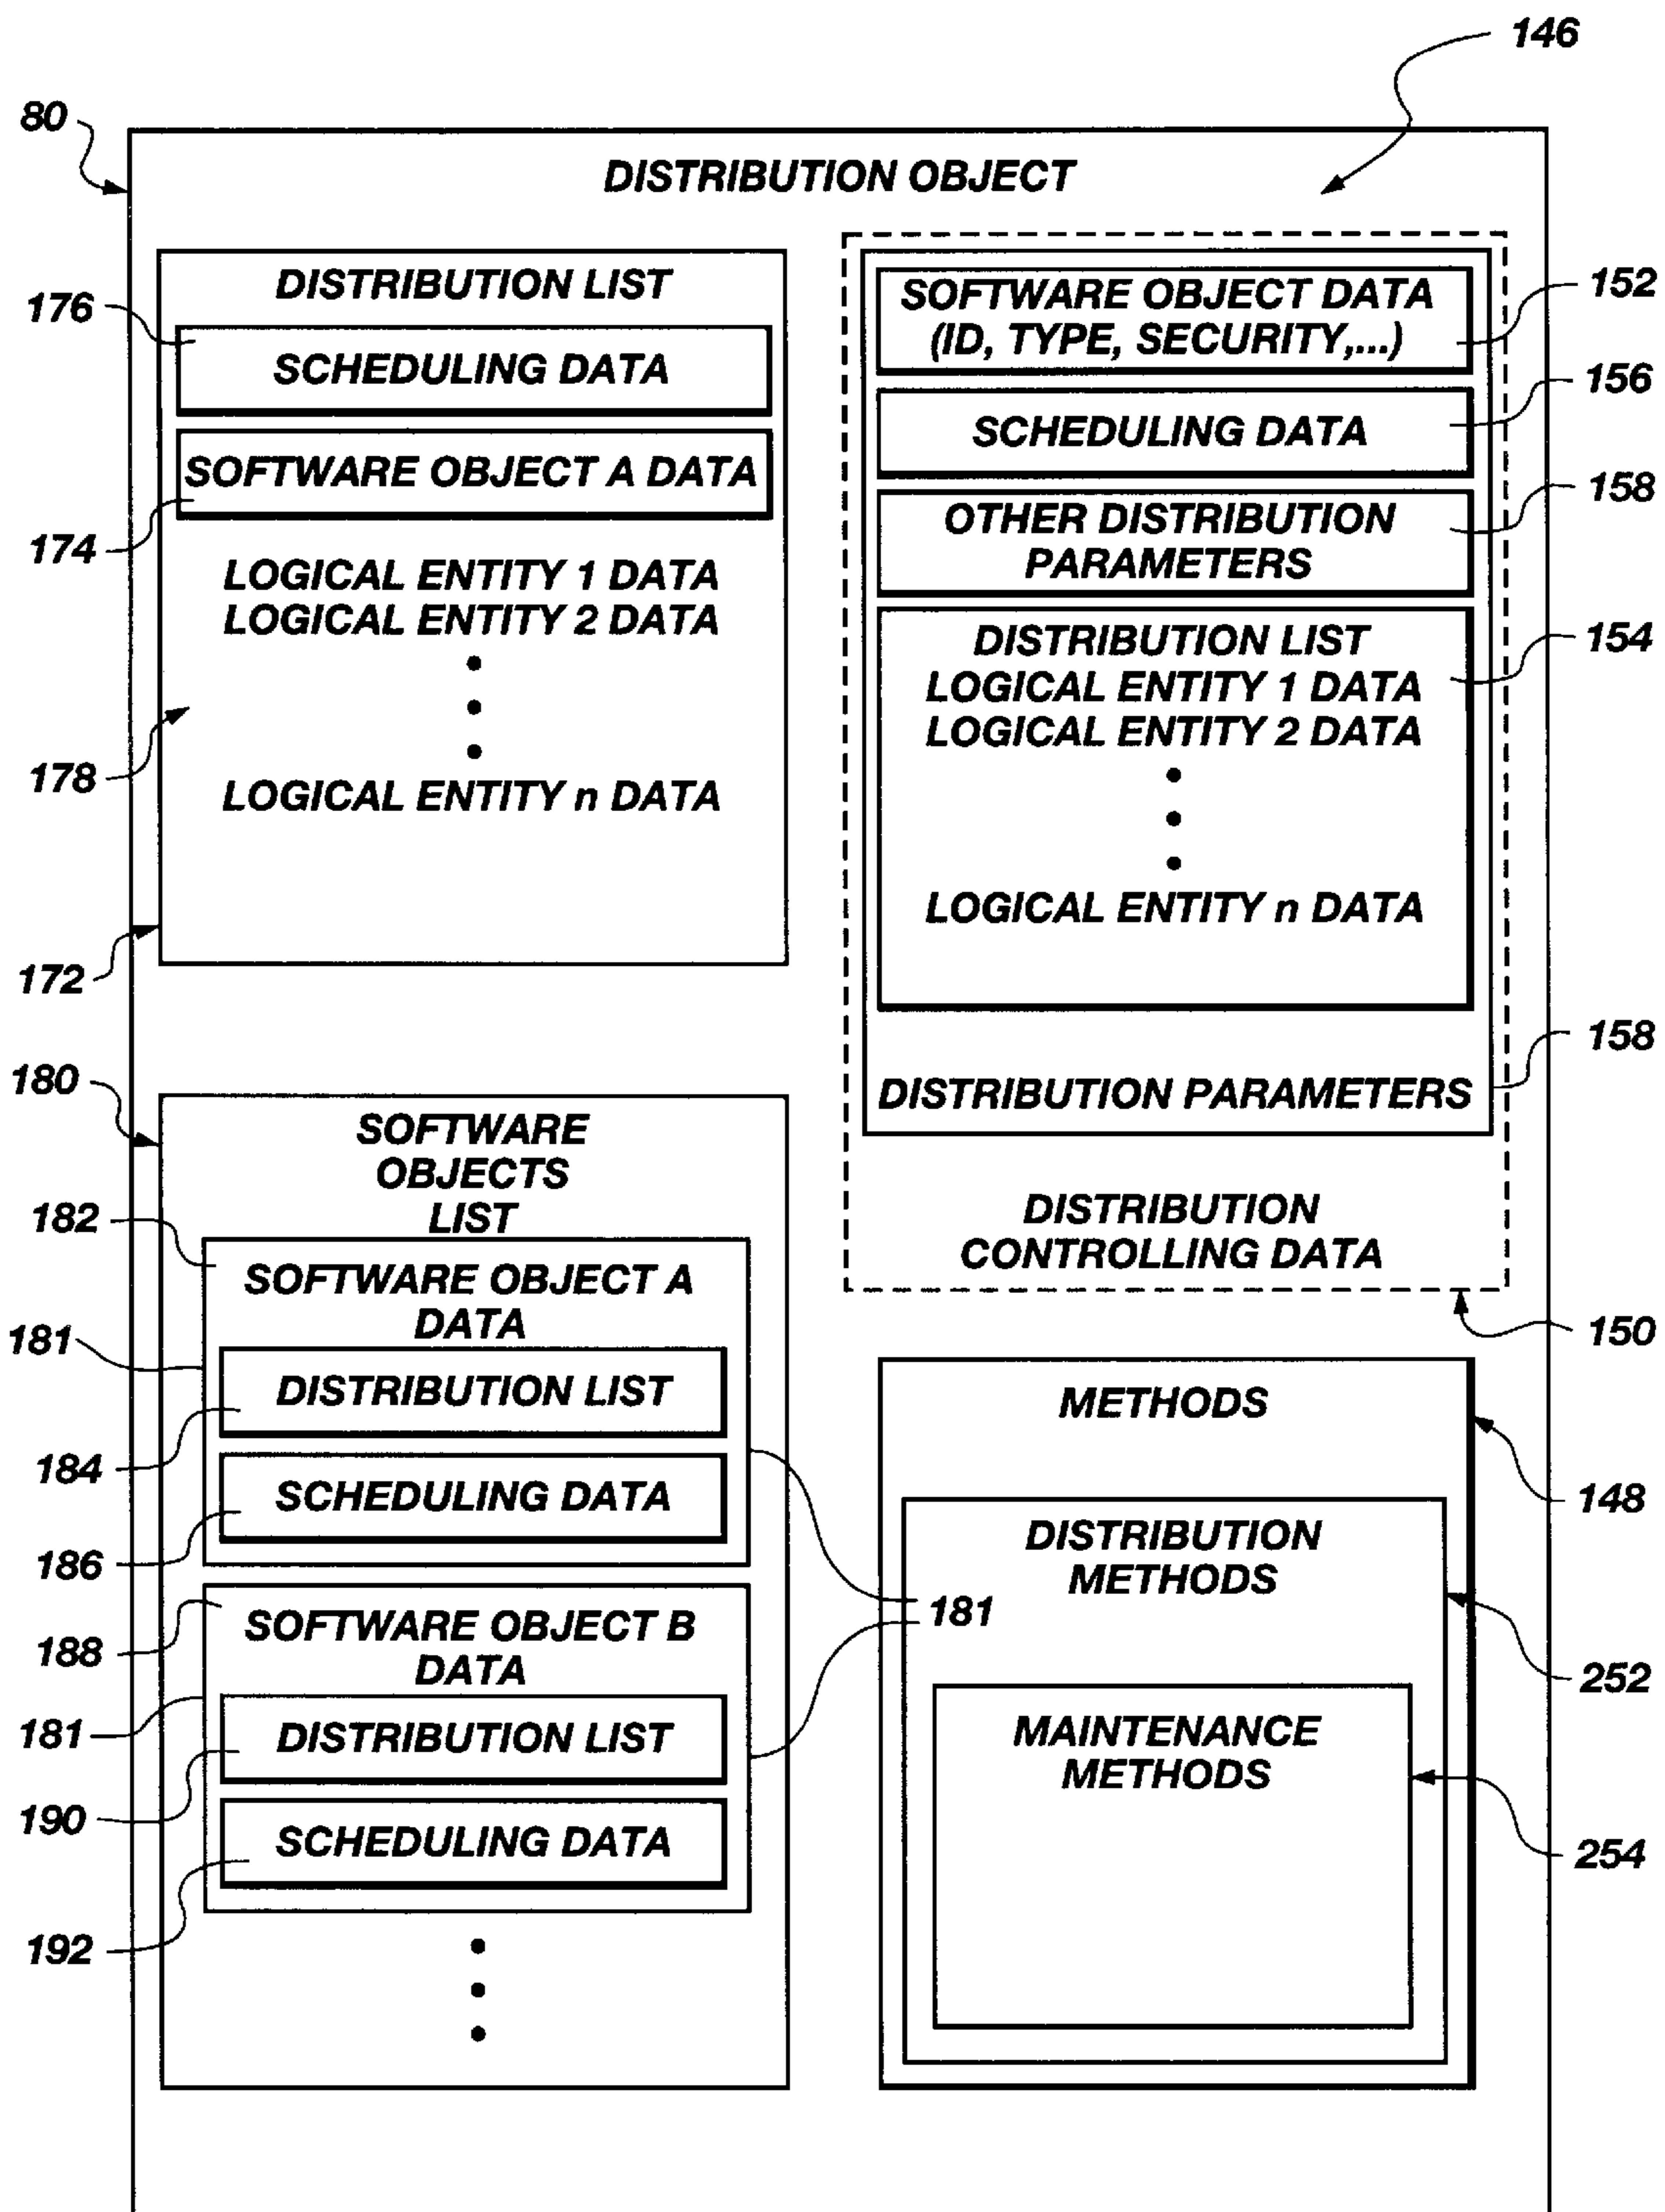 146
80
DISTRIBUTION OBJECT
DISTRIBUTION LIST
176
SCHEDULING DATA
SOFTWARE OBJECT A DATA
174
LOGICAL ENTITY 1 DATA
LOGICAL ENTITY 2 DATA
178
LOGICAL ENTITY n DATA
172
SOFTWARE OBJECT DATA
(ID, TYPE, SECURITY,...)
152
156
SCHEDULING DATA
158
OTHER DISTRIBUTION
PARAMETERS
154
DISTRIBUTION LIST
LOGICAL ENTITY 1 DATA
LOGICAL ENTITY 2 DATA
LOGICAL ENTITY n DATA
158
DISTRIBUTION PARAMETERS
DISTRIBUTION
CONTROLLING DATA
150
180
SOFTWARE
OBJECTS
LIST
182
SOFTWARE OBJECT A
DATA
181
DISTRIBUTION LIST
184
SCHEDULING DATA
186
188
SOFTWARE OBJECT B
DATA
181
DISTRIBUTION LIST
190
SCHEDULING DATA
192
181
METHODS
148
DISTRIBUTION
METHODS
252
MAINTENANCE
METHODS
254